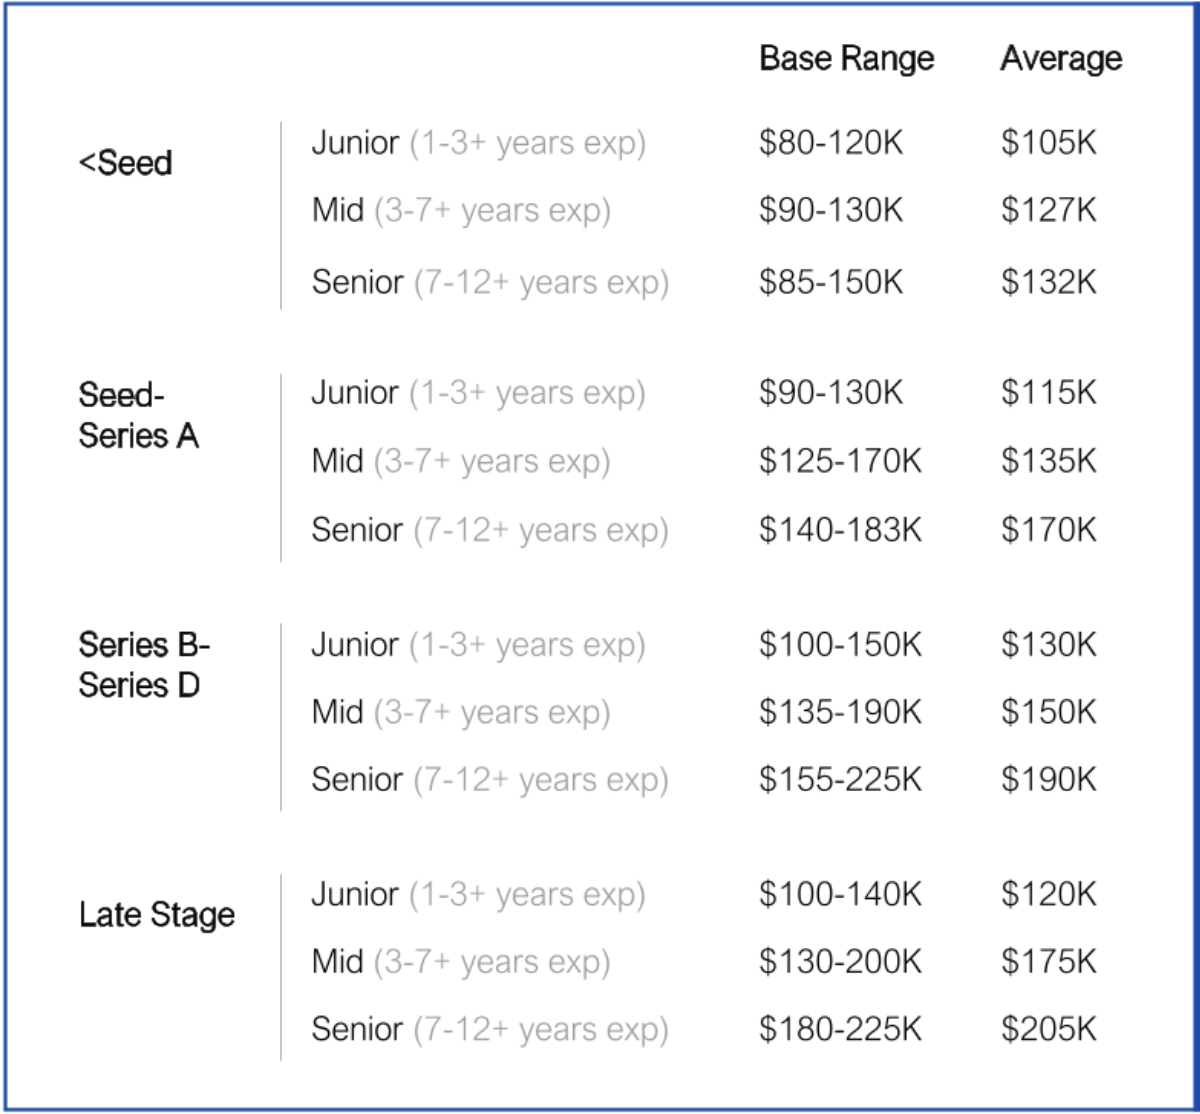 Base Range Average
<Seed
Junior (1-3+ years exp) $80-120K $105K
Mid (3-7+ years exp) $90-130K $127K
Senior (7-12+ years exp) $85-150K $132K
Seed-
Series A
Junior (1-3+ years exp) $90-130K $115K
Mid (3-7+ years exp) $125-170K $135K
Senior (7-12+ years exp) $140-183K $170K
Series B-
Series D
Junior (1-3+ years exp) $100-150K $130K
Mid (3-7+ years exp) $135-190K $150K
Senior (7-12+ years exp) $155-225K $190K
Late Stage
Junior (1-3+ years exp) $100-140K $120K
Mid (3-7+ years exp) $130-200K $175K
Senior (7-12+ years exp) $180-225K $205K